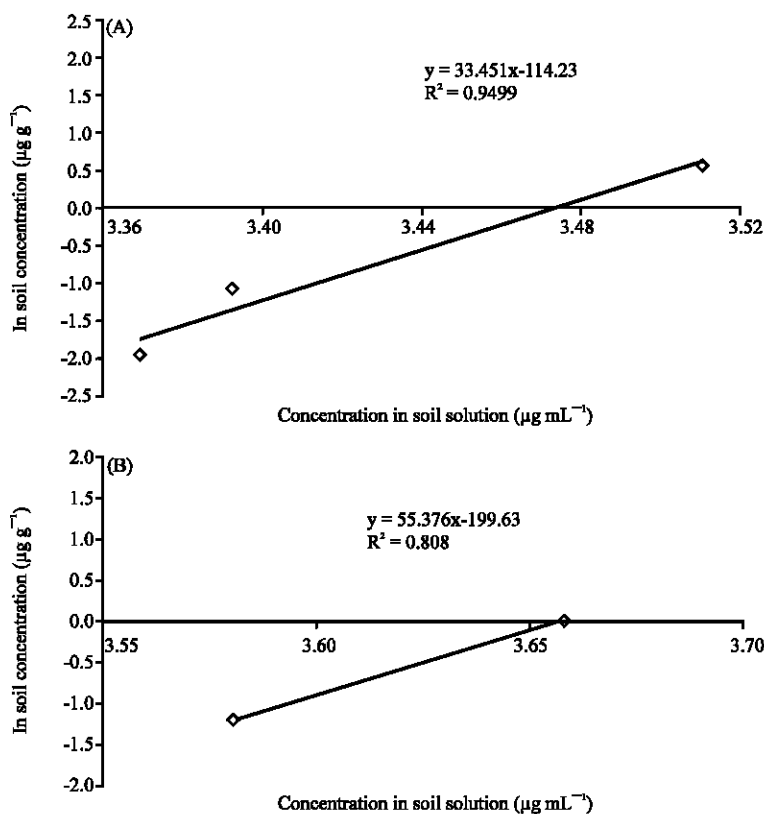 (A)
2.5
2.0
1.5
1.0
0.5
0.0
-0.5
-1.0
-1.5
-2.0
-2.5
y = 33.451x-114.23
R² = 0.9499
3.36 3.40 3.44 3.48 3.52
In soil concentration (µg g⁻¹)
Concentration in soil solution (µg mL⁻¹)
(B)
2.0
1.5
1.0
0.5
0.0
-0.5
-1.0
-1.5
-2.0
y = 55.376x-199.63
R² = 0.808
3.55 3.60 3.65 3.70
In soil concentration (µg g⁻¹)
Concentration in soil solution (µg mL⁻¹)